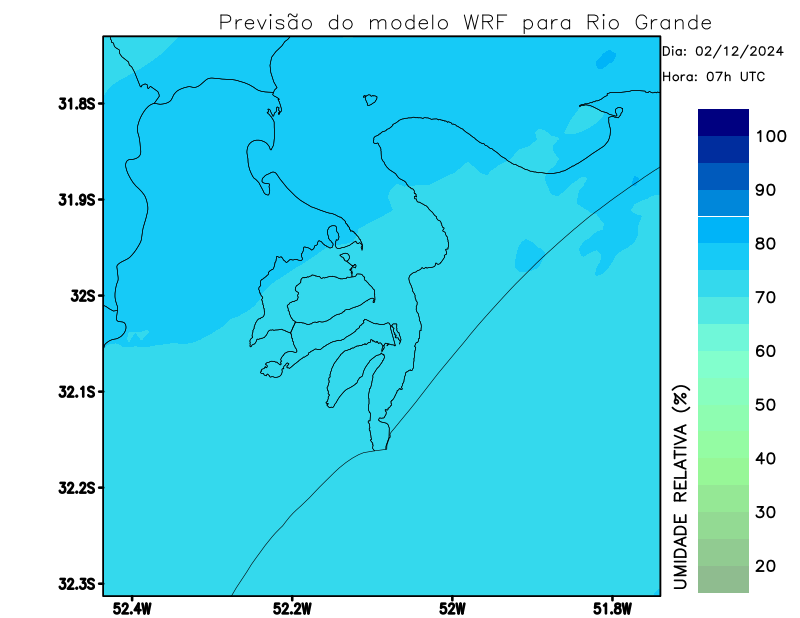 Previsão do modelo WRF para Rio Grande
Dia: 02/12/2024
Hora: 07h UTC
31.8S
31.9S
32S
32.1S
32.2S
32.3S
52.4W
52.2W
52W
51.8W
100
90
80
70
60
50
40
30
20
UMIDADE RELATIVA (%)